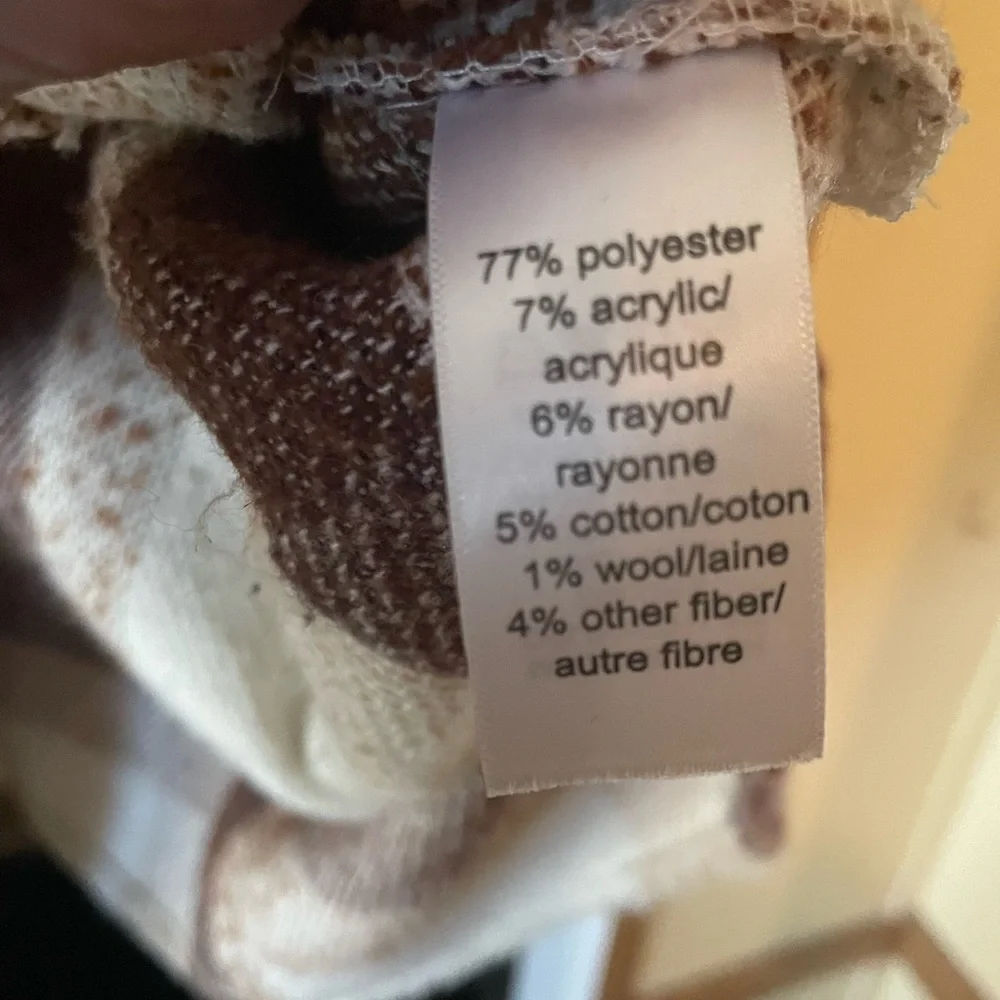 77% polyester
7% acrylic/
acrylique
6% rayon/
rayonne
5% cotton/coton
1% wool/laine
4% other fiber/
autre fibre